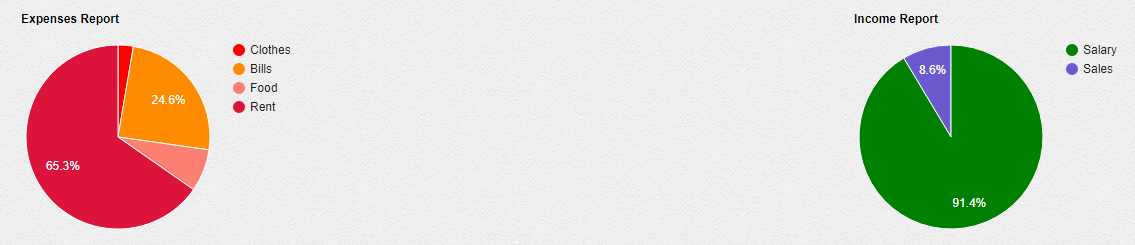 Expenses Report
Clothes
Bills
Food
Rent
24.6%
65.3%
Income Report
Salary
Sales
8.6%
91.4%